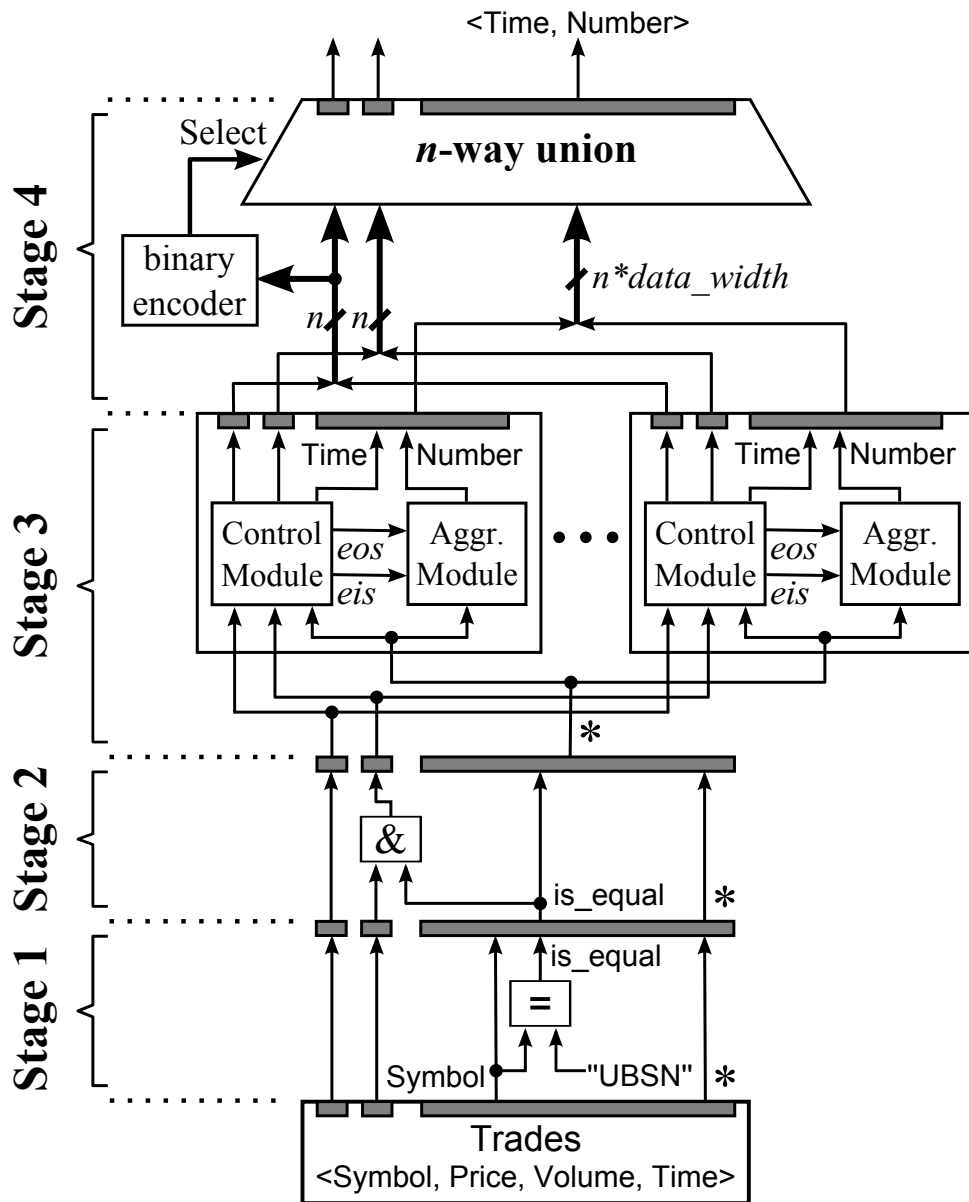 <Time, Number>
Select
n-way union
Stage 4
binary
encoder
n*data_width
n n
Time Number Time Number
Stage 3
Control
Module
eos
eis
Aggr.
Module
Control
Module
eos
eis
Aggr.
Module
*
Stage 2
&
is_equal *
Stage 1
is_equal
=
Symbol "UBSN" *
Trades
<Symbol, Price, Volume, Time>